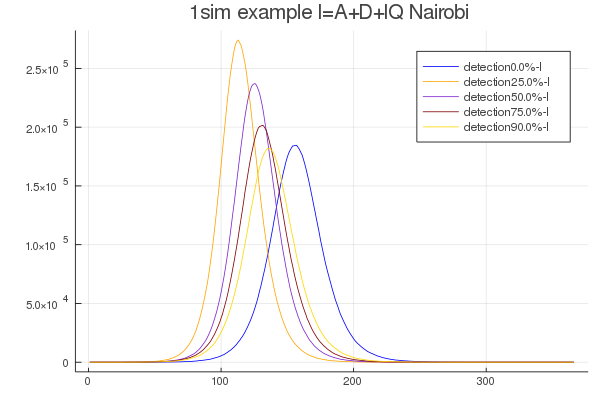 1sim example I=A+D+IQ Nairobi
detection0.0%-I
detection25.0%-I
detection50.0%-I
detection75.0%-I
detection90.0%-I
2.5×10 5
2.0×10 5
1.5×10 5
1.0×10 5
5.0×10 4
0
0 100 200 300